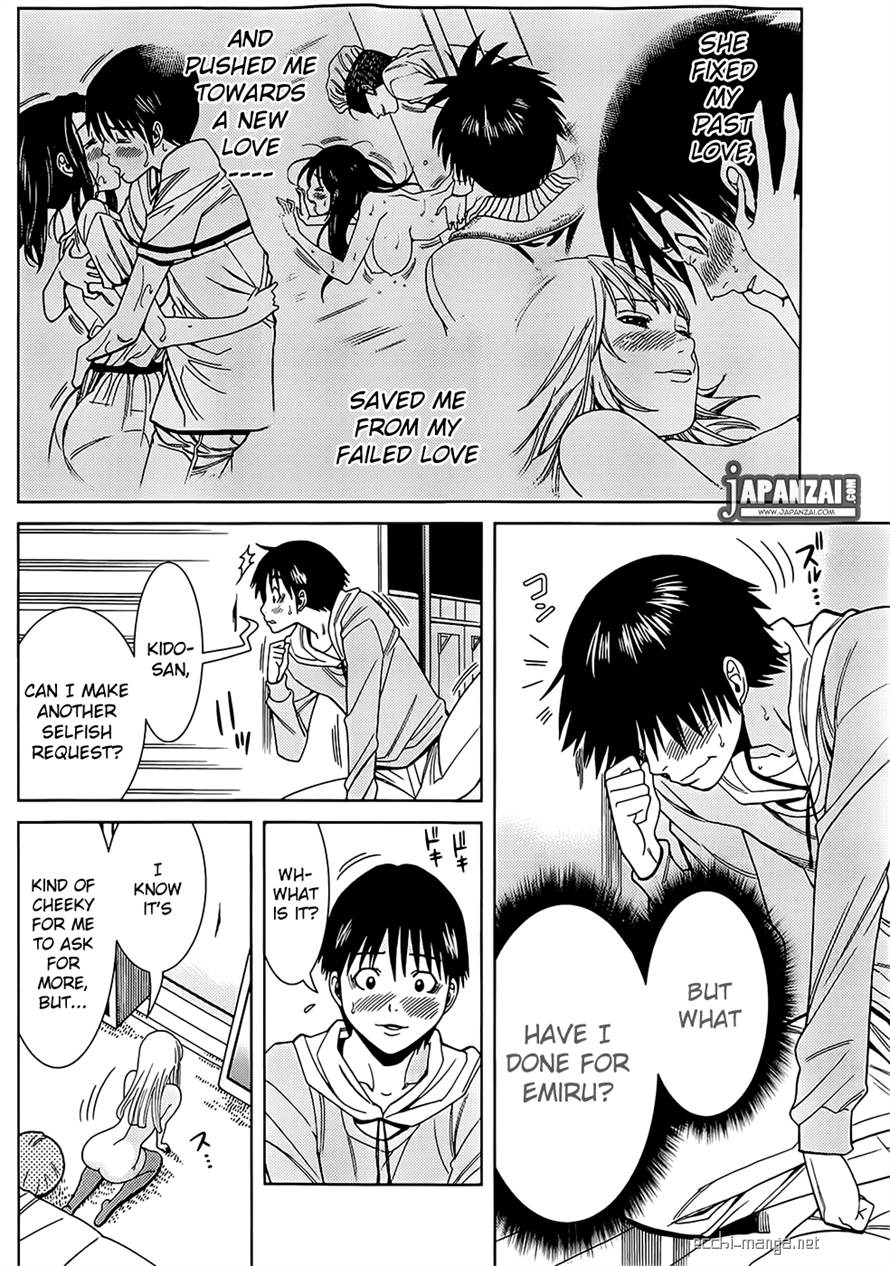 SHE
FIXED
MY
PAST
LOVE,
AND
PUSHED ME
TOWARDS
A NEW
LOVE
----
SAVED ME
FROM MY
FAILED LOVE
JAPANZAI.COM
WWW.JAPANZAI.COM
ズ...
コン
BUT
WHAT
HAVE I
DONE FOR
EMIRU?
KIDO-
SAN,
CAN I MAKE
ANOTHER
SELFISH
REQUEST?
ドキ
WH-
WHAT
IS IT?
I
KNOW
IT'S
KIND OF
CHEEKY
FOR ME
TO ASK
FOR
MORE,
BUT...
ス...
ecchi-manga.net